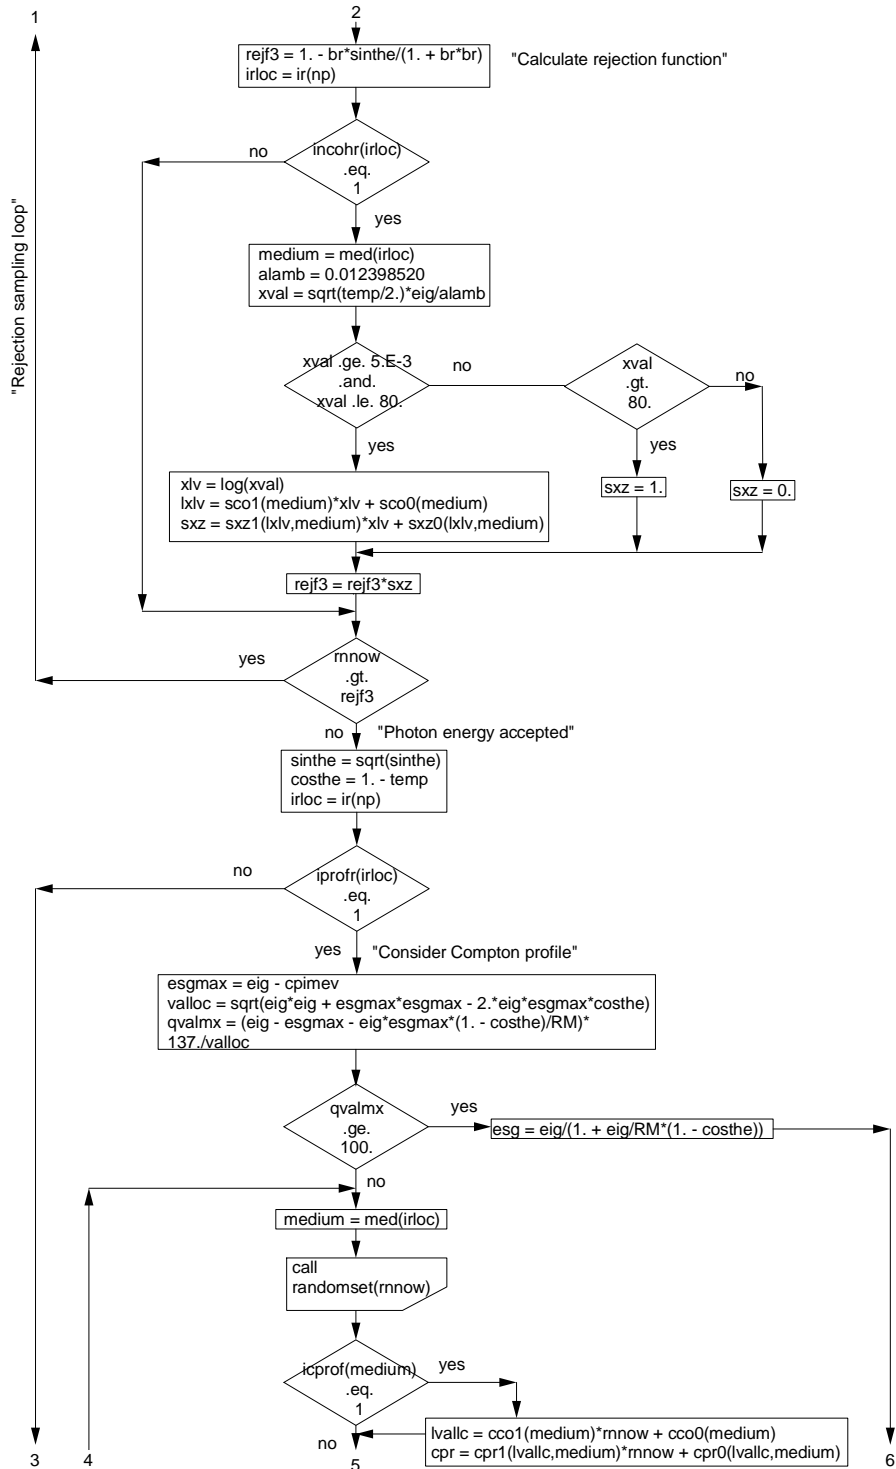 1
2
rejf3 = 1. - br*sinthe/(1. + br*br)
irloc = ir(np)
"Calculate rejection function"
"Rejection sampling loop"
no
incohr(irloc)
.eq.
1
yes
medium = med(irloc)
alamb = 0.012398520
xval = sqrt(temp/2.)*eig/alamb
xval .ge. 5.E-3
.and.
xval .le. 80.
no
xval
.gt.
80.
no
yes
yes
xlv = log(xval)
lxlv = sco1(medium)*xlv + sco0(medium)
sxz = sxz1(lxlv,medium)*xlv + sxz0(lxlv,medium)
sxz = 1.
sxz = 0.
rejf3 = rejf3*sxz
yes
rnnow
.gt.
rejf3
no
"Photon energy accepted"
sinthe = sqrt(sinthe)
costhe = 1. - temp
irloc = ir(np)
no
iprofr(irloc)
.eq.
1
yes
"Consider Compton profile"
esgmax = eig - cpimev
valloc = sqrt(eig*eig + esgmax*esgmax - 2.*eig*esgmax*costhe)
qvalmx = (eig - esgmax - eig*esgmax*(1. - costhe)/RM)*
137./valloc
qvalmx
.ge.
100.
yes
esg = eig/(1. + eig/RM*(1. - costhe))
no
medium = med(irloc)
call
randomset(rnnow)
icprof(medium)
.eq.
1
yes
no
lvallc = cco1(medium)*rnnow + cco0(medium)
cpr = cpr1(lvallc,medium)*rnnow + cpr0(lvallc,medium)
3
4
5
6